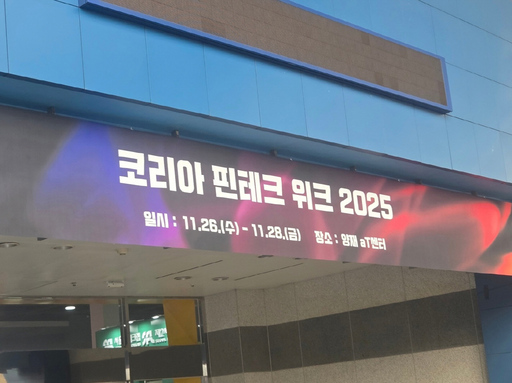 코리아 핀테크 위크 2025
일시 : 11.26.(수) - 11.28.(금) 장소 : 양재 aT센터